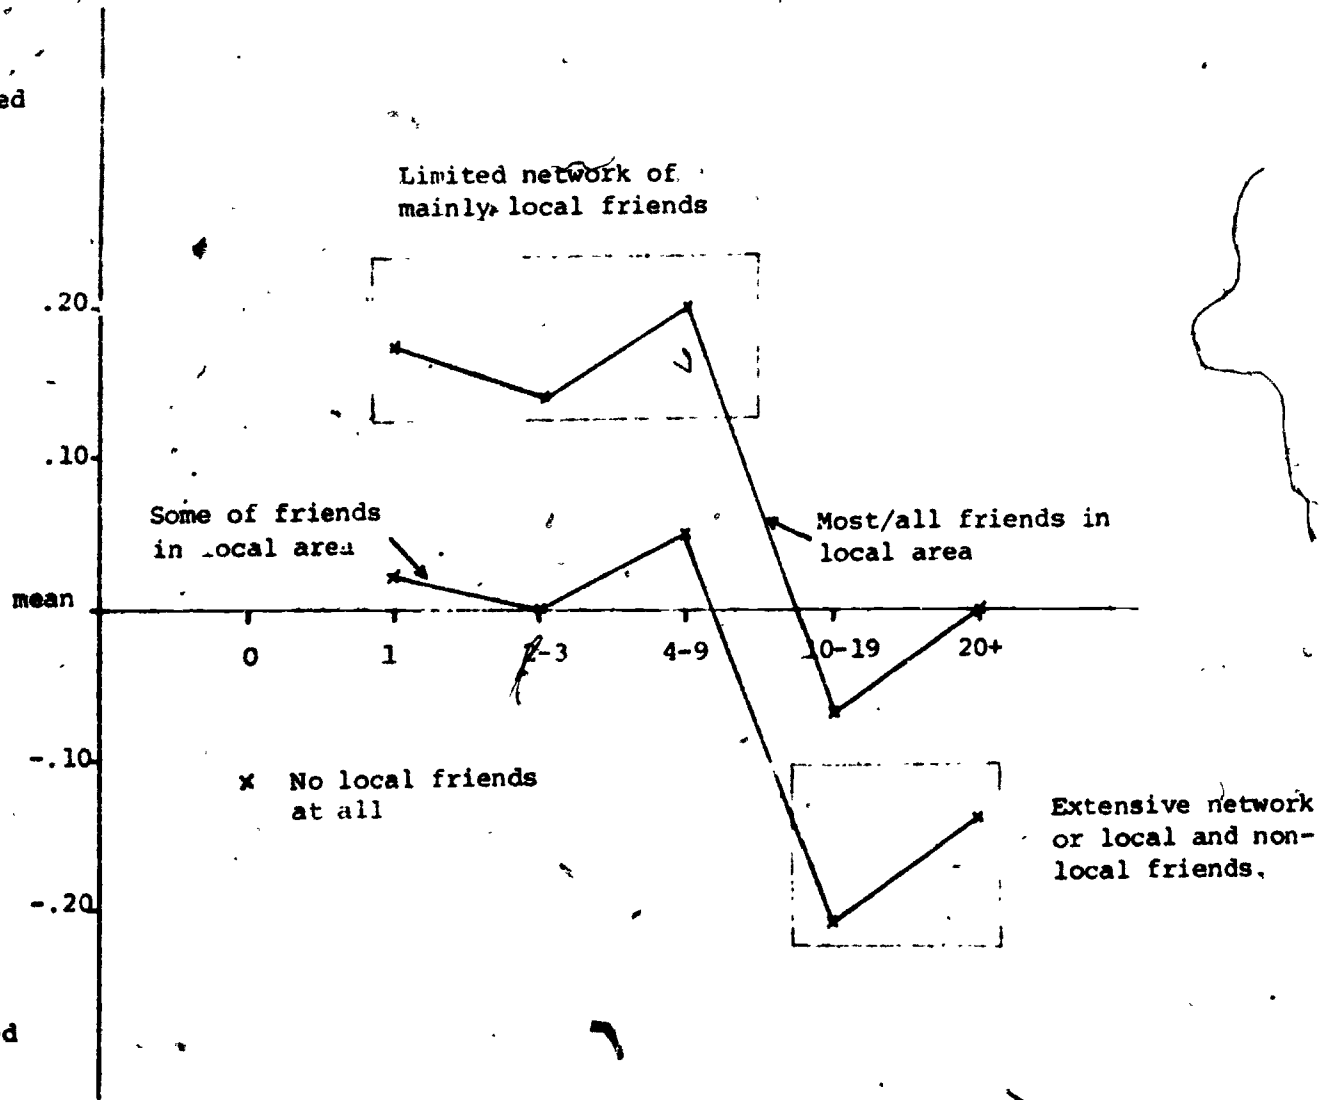 ed
Limited network of
mainly local friends
.20
.10
Some of friends
in local area
Most/all friends in
local area
mean
0 1 2-3 4-9 10-19 20+
-.10
x No local friends
at all
Extensive network
or local and non-
local friends.
-.20
d